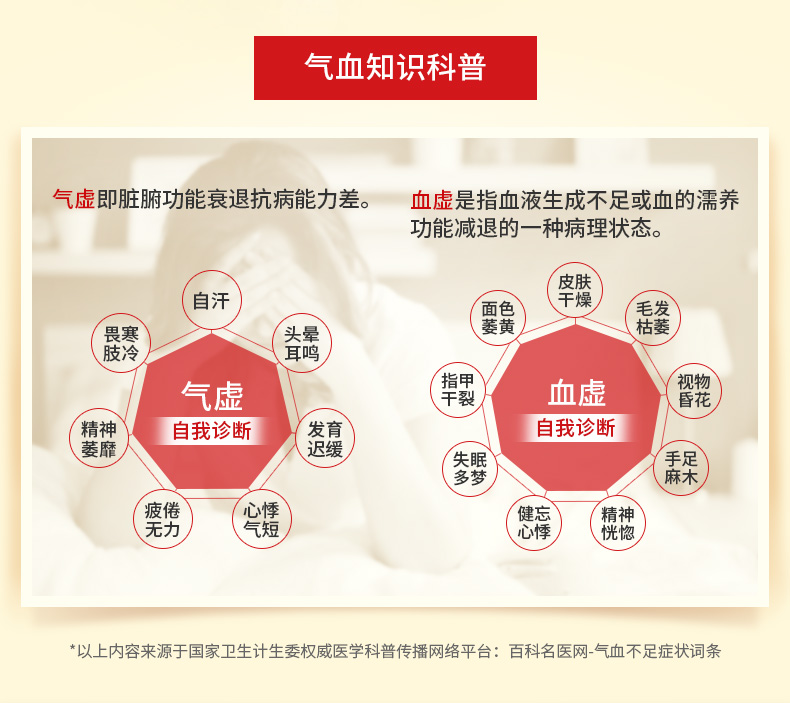 气血知识科普
气虚即脏腑功能衰退抗病能力差。
血虚是指血液生成不足或血的濡养
功能减退的一种病理状态。
自汗
头晕
耳鸣
发育
迟缓
心悸
气短
疲倦
无力
精神
萎靡
畏寒
肢冷
气虚
自我诊断
皮肤
干燥
毛发
枯萎
视物
昏花
手足
麻木
精神
恍惚
健忘
心悸
失眠
多梦
指甲
干裂
面色
萎黄
血虚
自我诊断
*以上内容来源于国家卫生计生委权威医学科普传播网络平台：百科名医网-气血不足症状词条